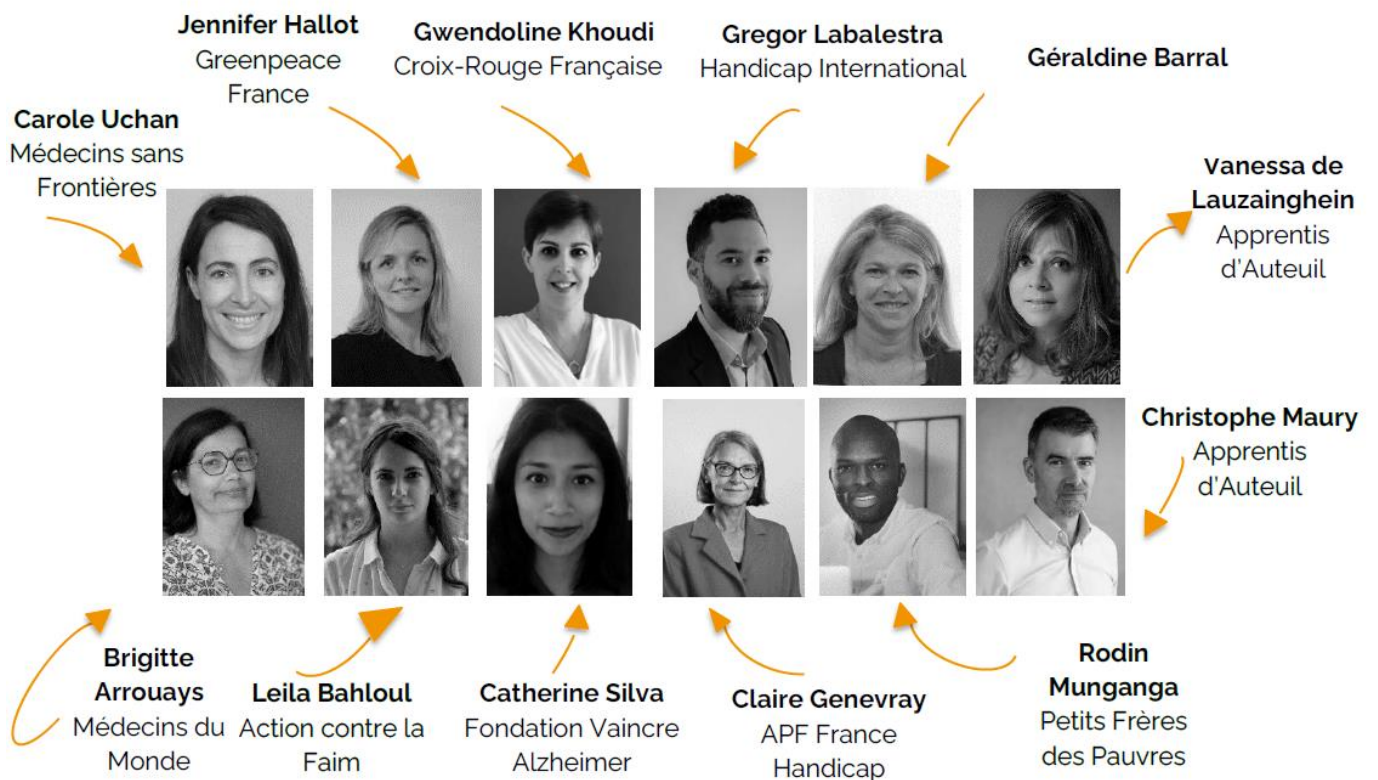 Jennifer Hallot
Greenpeace
France
Gwendoline Khoudi
Croix-Rouge Française
Gregor Labalestra
Handicap International
Géraldine Barral
Carole Uchan
Médecins sans
Frontières
Vanessa de
Lauzainghein
Apprentis
d'Auteuil
Christophe Maury
Apprentis
d'Auteuil
Brigitte
Arrouays
Médecins du
Monde
Leila Bahloul
Action contre la
Faim
Catherine Silva
Fondation Vaincre
Alzheimer
Claire Genevray
APF France
Handicap
Rodin
Munganga
Petits Frères
des Pauvres